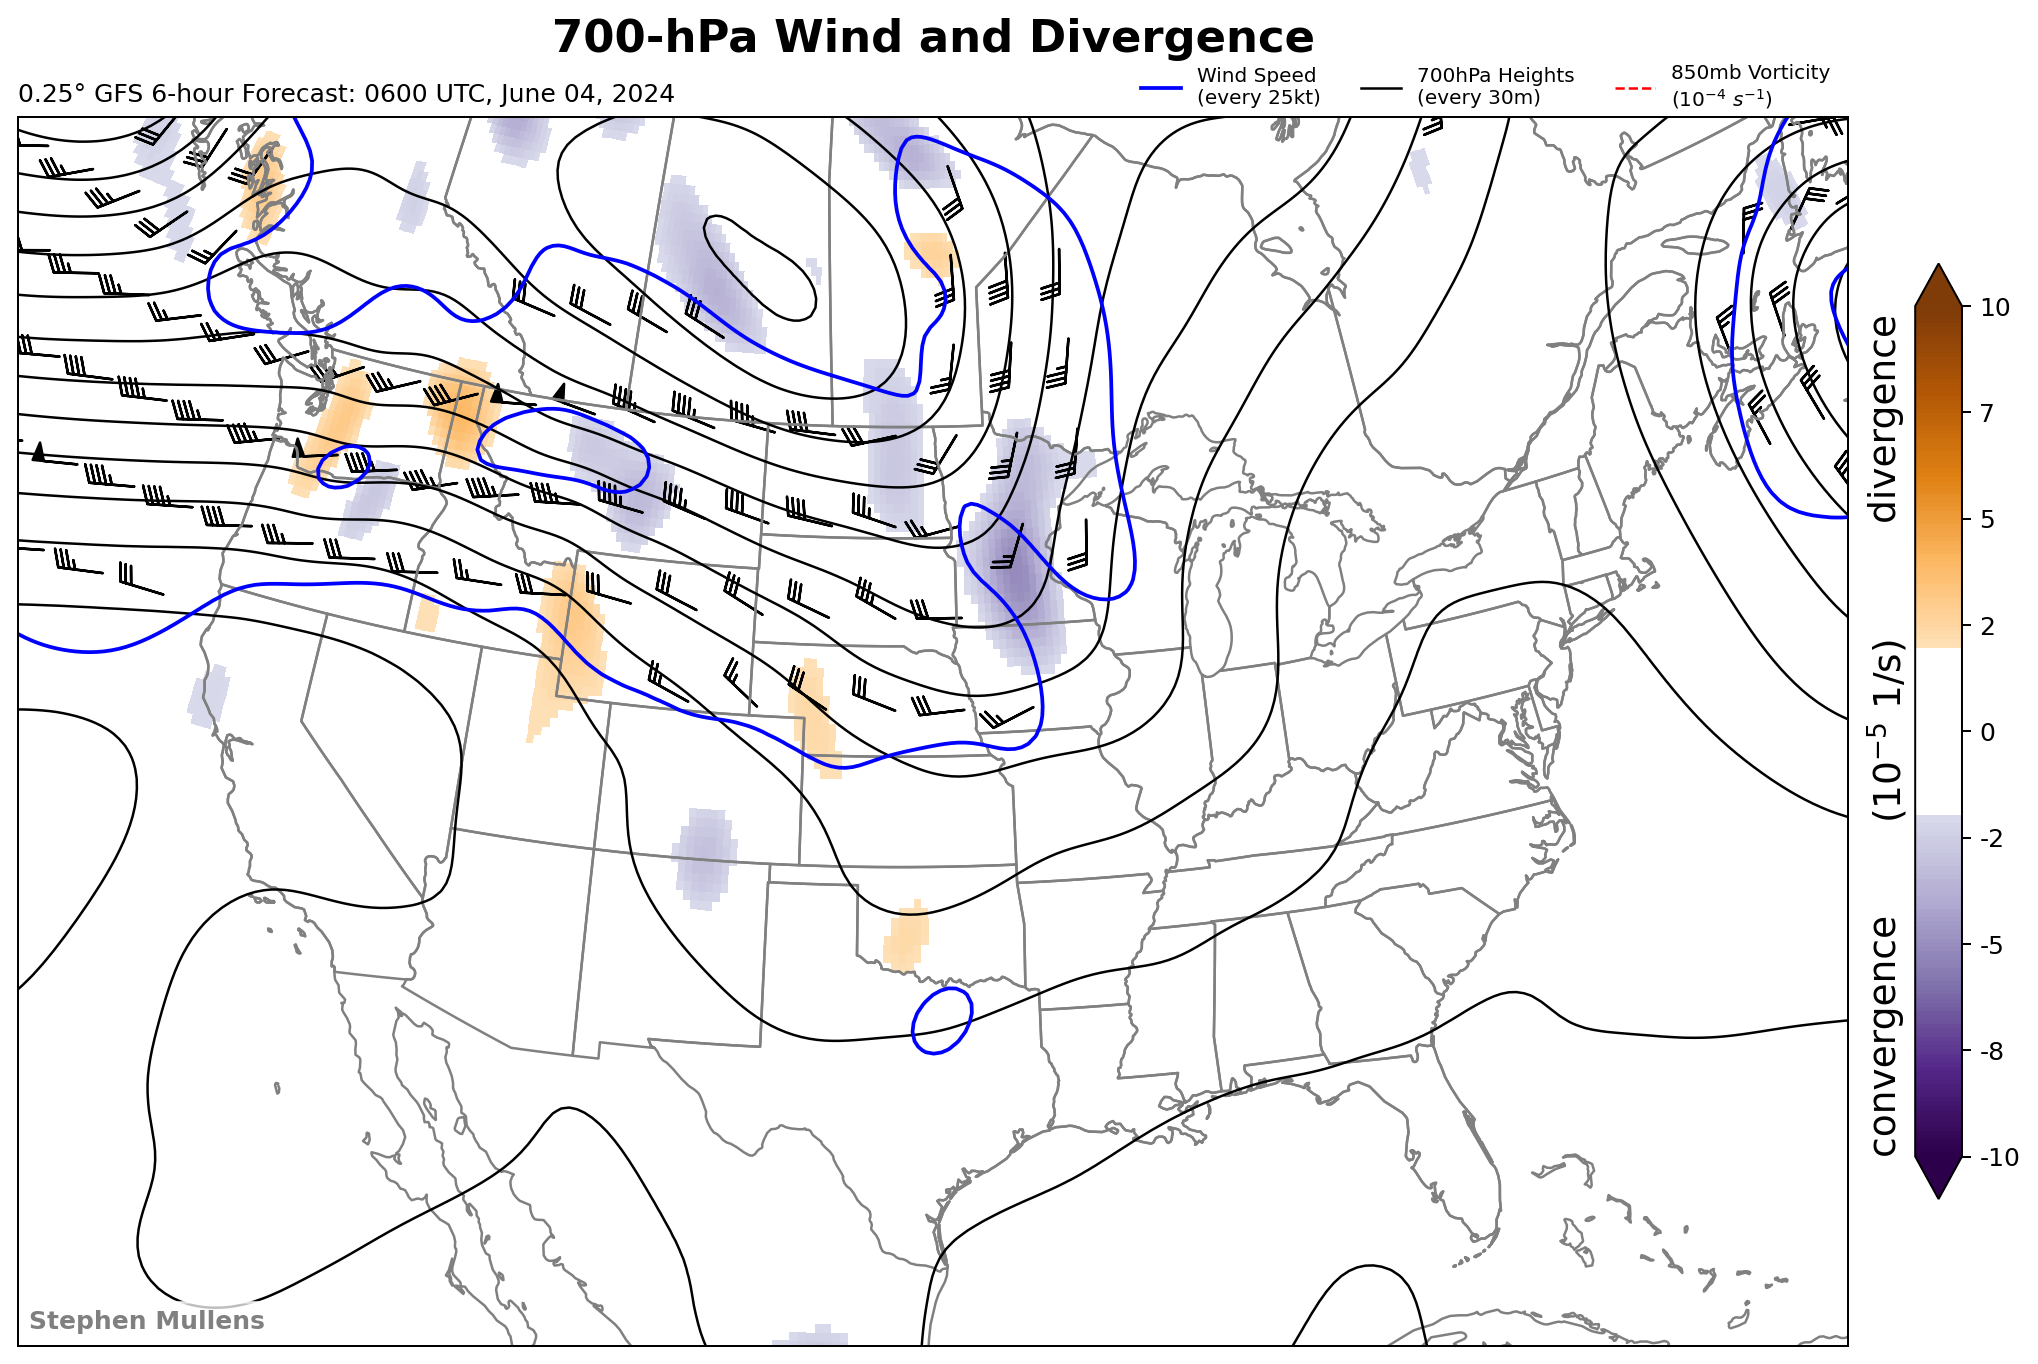 700-hPa Wind and Divergence
0.25° GFS 6-hour Forecast: 0600 UTC, June 04, 2024
Wind Speed
(every 25kt)
700hPa Heights
(every 30m)
850mb Vorticity
(10⁻⁴ s⁻¹)
10
7
5
2
0
-2
-5
-8
-10
divergence
(10⁻⁵ 1/s)
convergence
Stephen Mullens